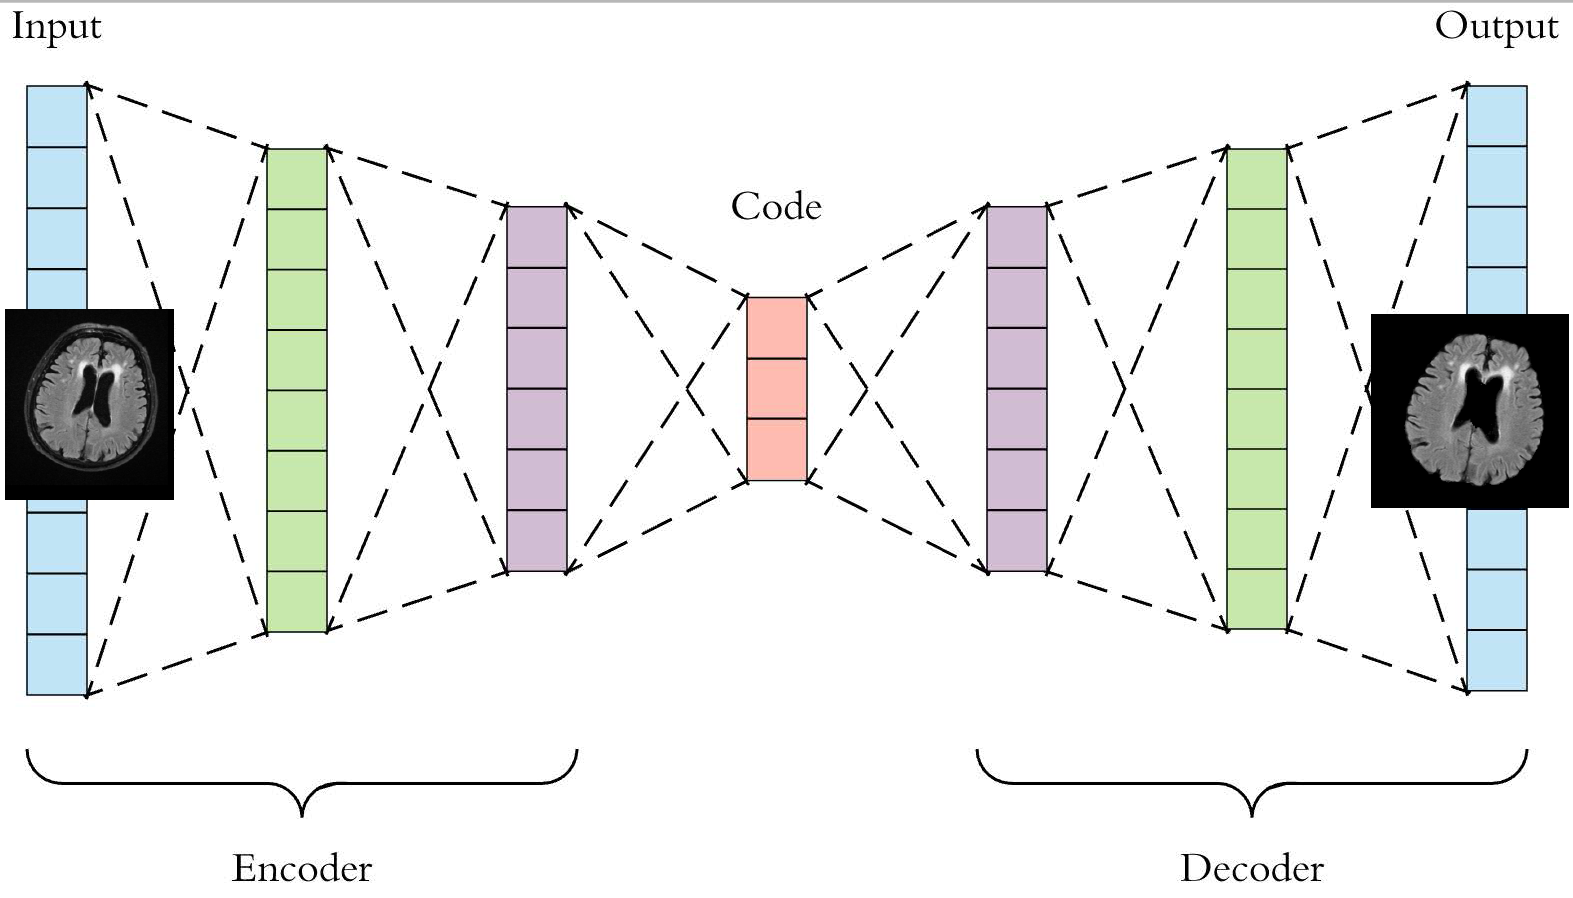 Input
Output
Code
Encoder
Decoder